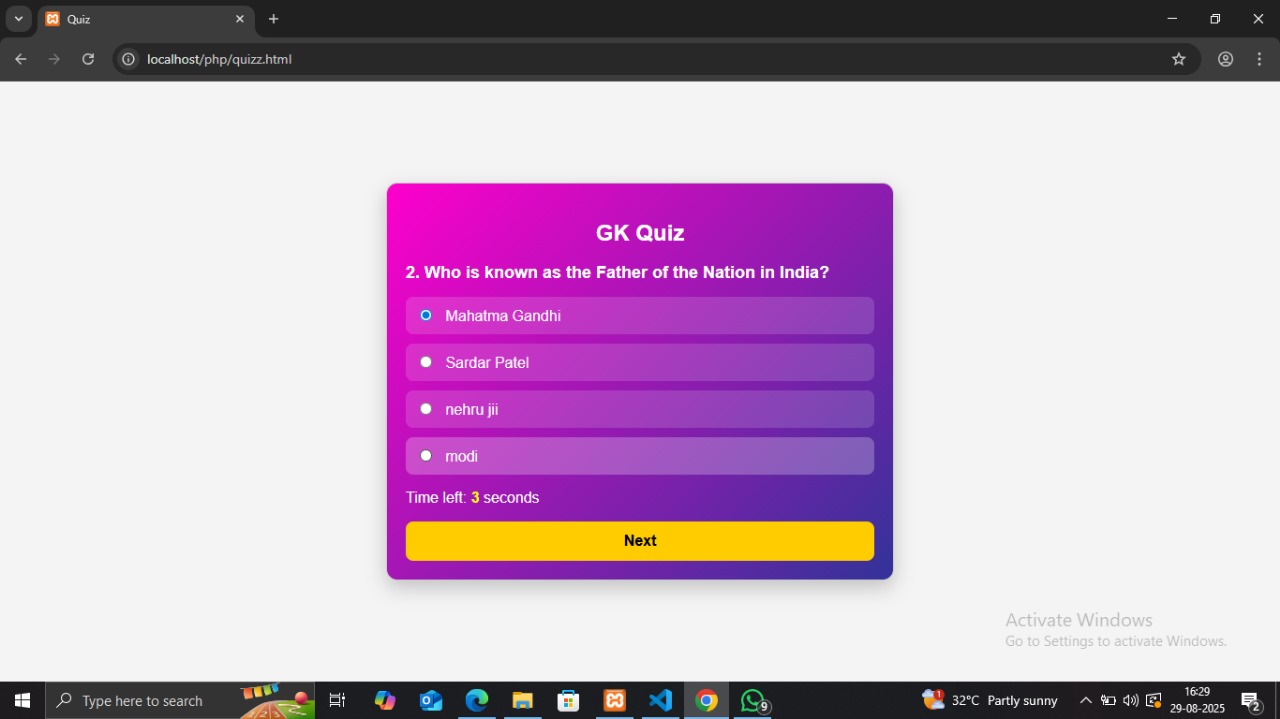 Quiz
localhost/php/quizz.html
GK Quiz
2. Who is known as the Father of the Nation in India?
Mahatma Gandhi
Sardar Patel
nehru jii
modi
Time left: 3 seconds
Next
Activate Windows
Go to Settings to activate Windows.
Type here to search
9
1
32°C Partly sunny
16:29
29-08-2025
2